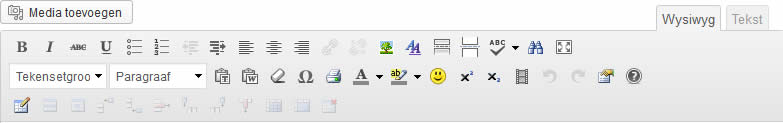 Media toevoegen
Wysiwyg Tekst
B I ABC U ABC
Tekensetgroo Paragraaf A ab x² x₂